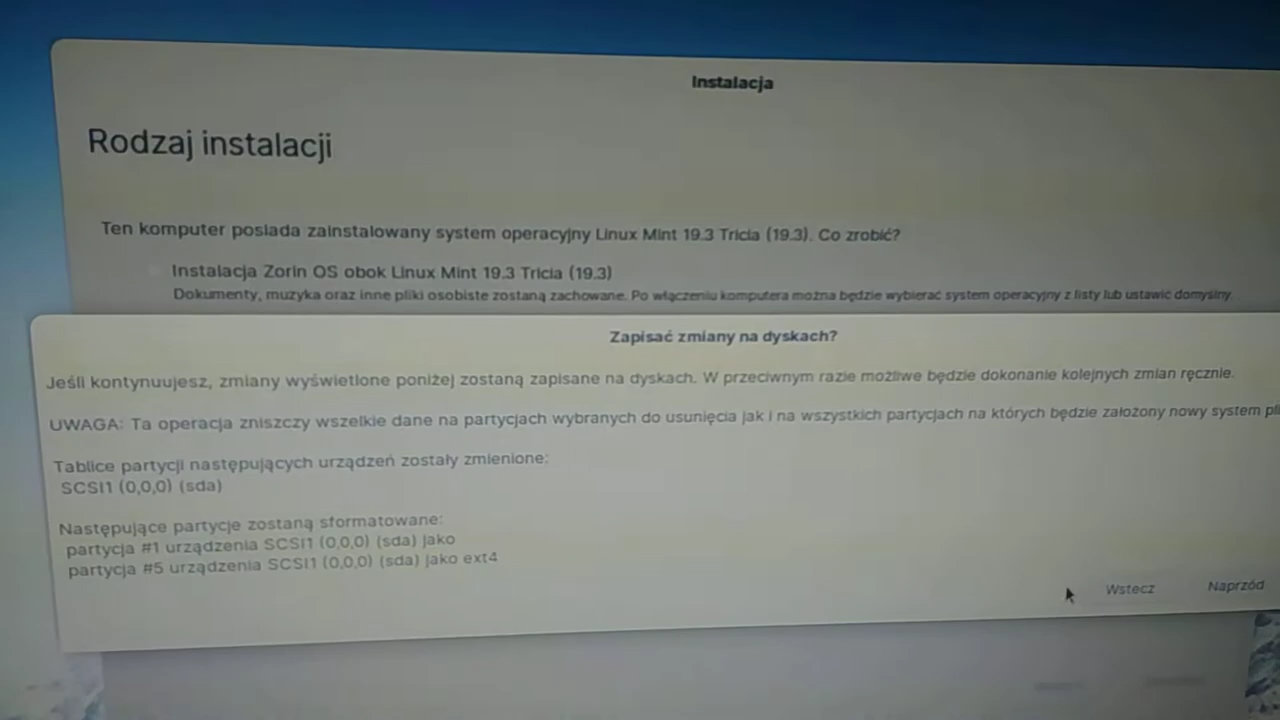 Instalacja
Rodzaj instalacji
Ten komputer posiada zainstalowany system operacyjny Linux Mint 19.3 Tricia (19.3). Co zrobić?
Instalacja Zorin OS obok Linux Mint 19.3 Tricia (19.3)
Dokumenty, muzyka oraz inne pliki osobiste zostaną zachowane. Po włączeniu komputera można będzie wybierać system operacyjny z listy lub ustawić domyślny.
Zapisać zmiany na dyskach?
Jeśli kontynuujesz, zmiany wyświetlone poniżej zostaną zapisane na dyskach. W przeciwnym razie możliwe będzie dokonanie kolejnych zmian ręcznie.
UWAGA: Ta operacja zniszczy wszelkie dane na partycjach wybranych do usunięcia jak i na wszystkich partycjach na których będzie założony nowy system
Tablice partycji następujących urządzeń zostały zmienione:
SCSI1 (0,0,0) (sda)
Następujące partycje zostaną sformatowane:
partycja #1 urządzenia SCSI1 (0,0,0) (sda) jako
partycja #5 urządzenia SCSI1 (0,0,0) (sda) jako ext4
Wstecz Naprzód